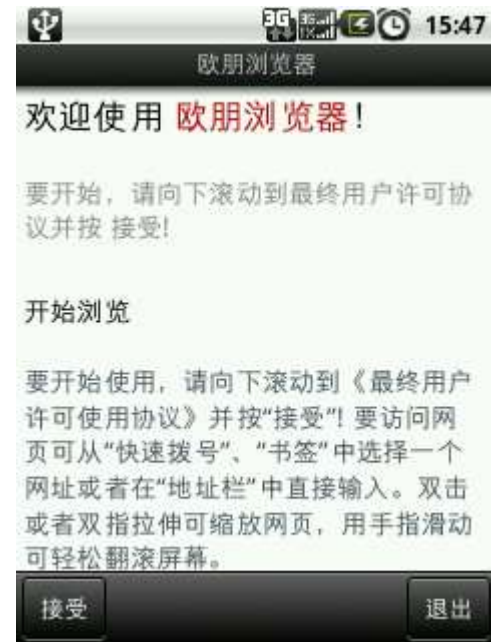 3G 3G 1X 15:47
欧朋浏览器
欢迎使用 欧朋浏览器!
要开始，请向下滚动到最终用户许可协
议并按 接受!
开始浏览
要开始使用，请向下滚动到《最终用户
许可使用协议》并按“接受”! 要访问网
页可从“快速拨号”、“书签”中选择一个
网址或者在“地址栏”中直接输入。双击
或者双指拉伸可缩放网页，用手指滑动
可轻松翻滚屏幕。
接受 退出